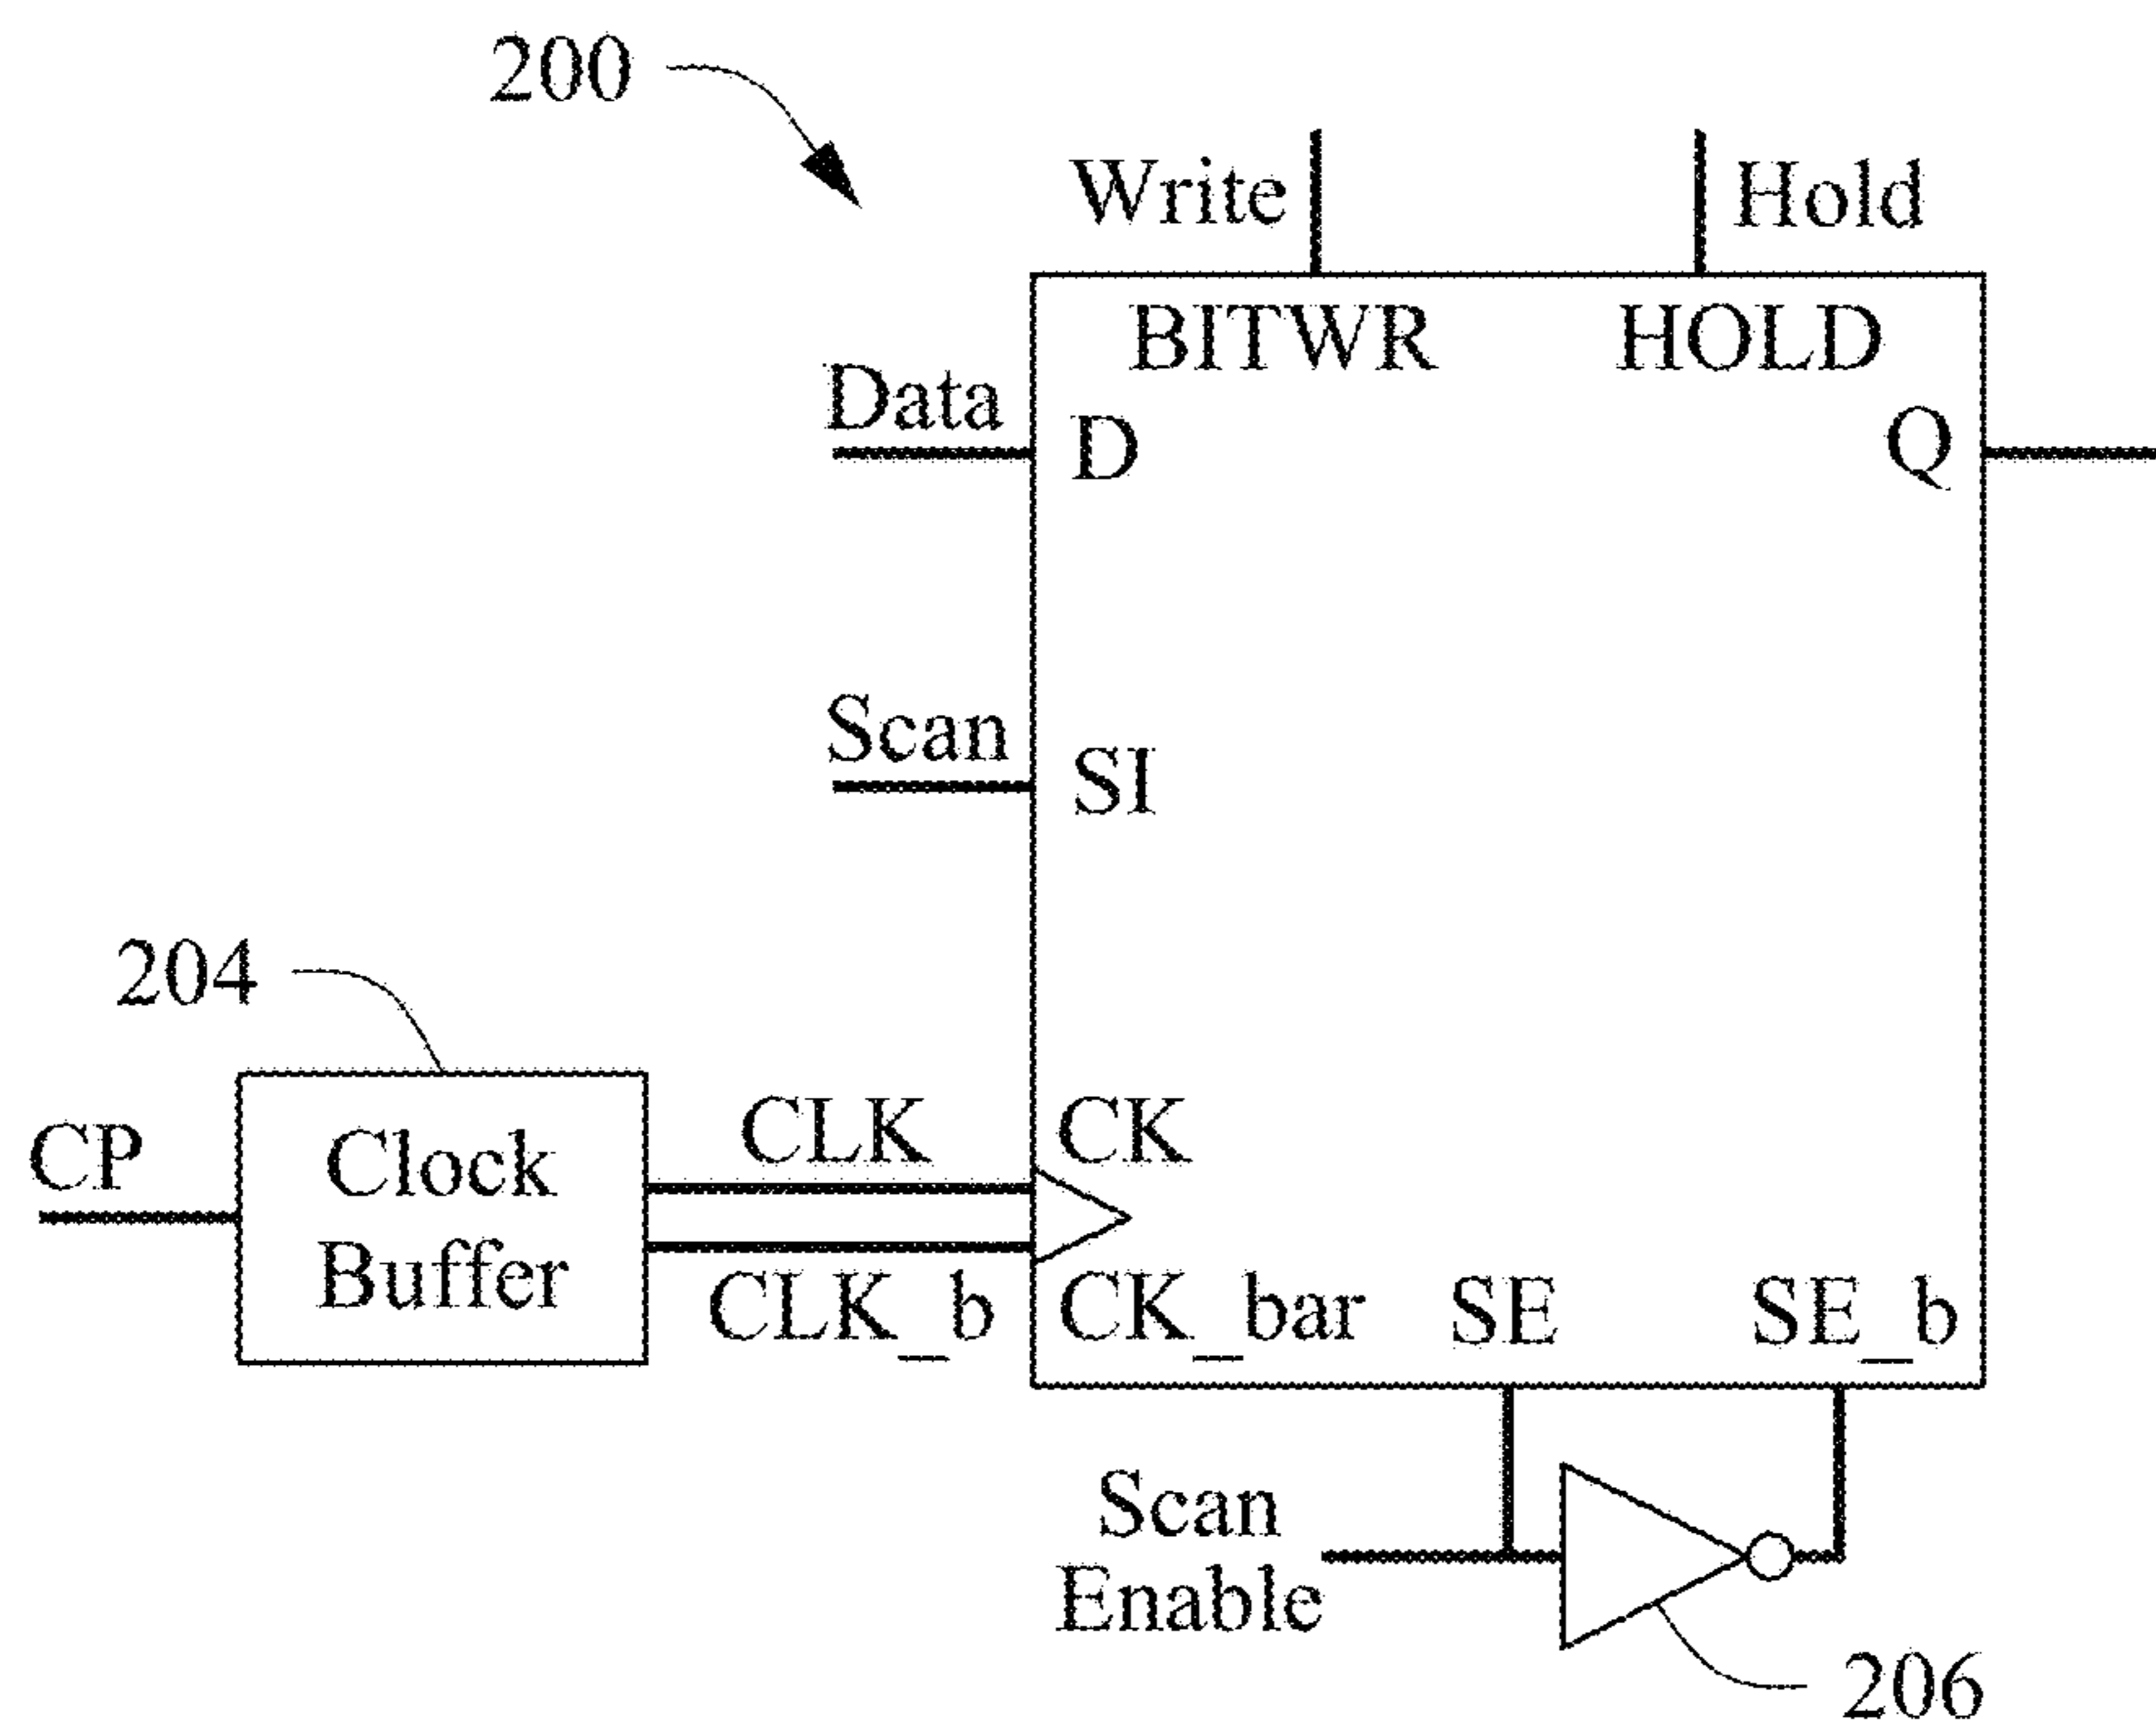 200
Write
Hold
BITWR
HOLD
Data
D
Q
Scan
SI
204
CP
Clock
Buffer
CLK
CK
CLK_b
CK_bar
SE
SE_b
Scan
Enable
206